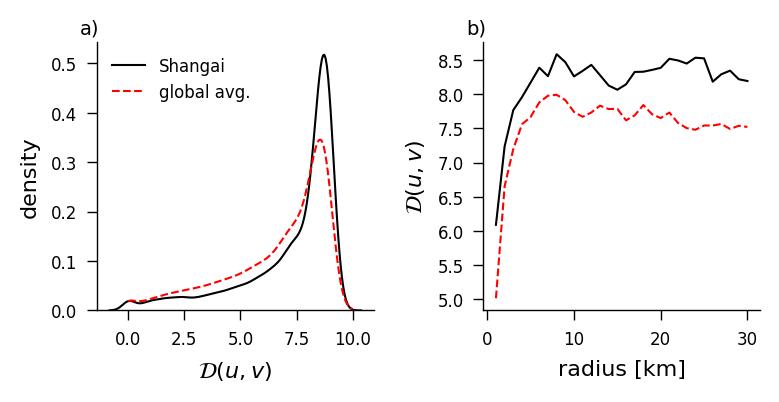 a)
0.5
0.4
0.3
0.2
0.1
0.0
density
Shangai
global avg.
0.0 2.5 5.0 7.5 10.0
𝒟(u, v)
b)
8.5
8.0
7.5
7.0
6.5
6.0
5.5
5.0
𝒟(u, v)
0 10 20 30
radius [km]